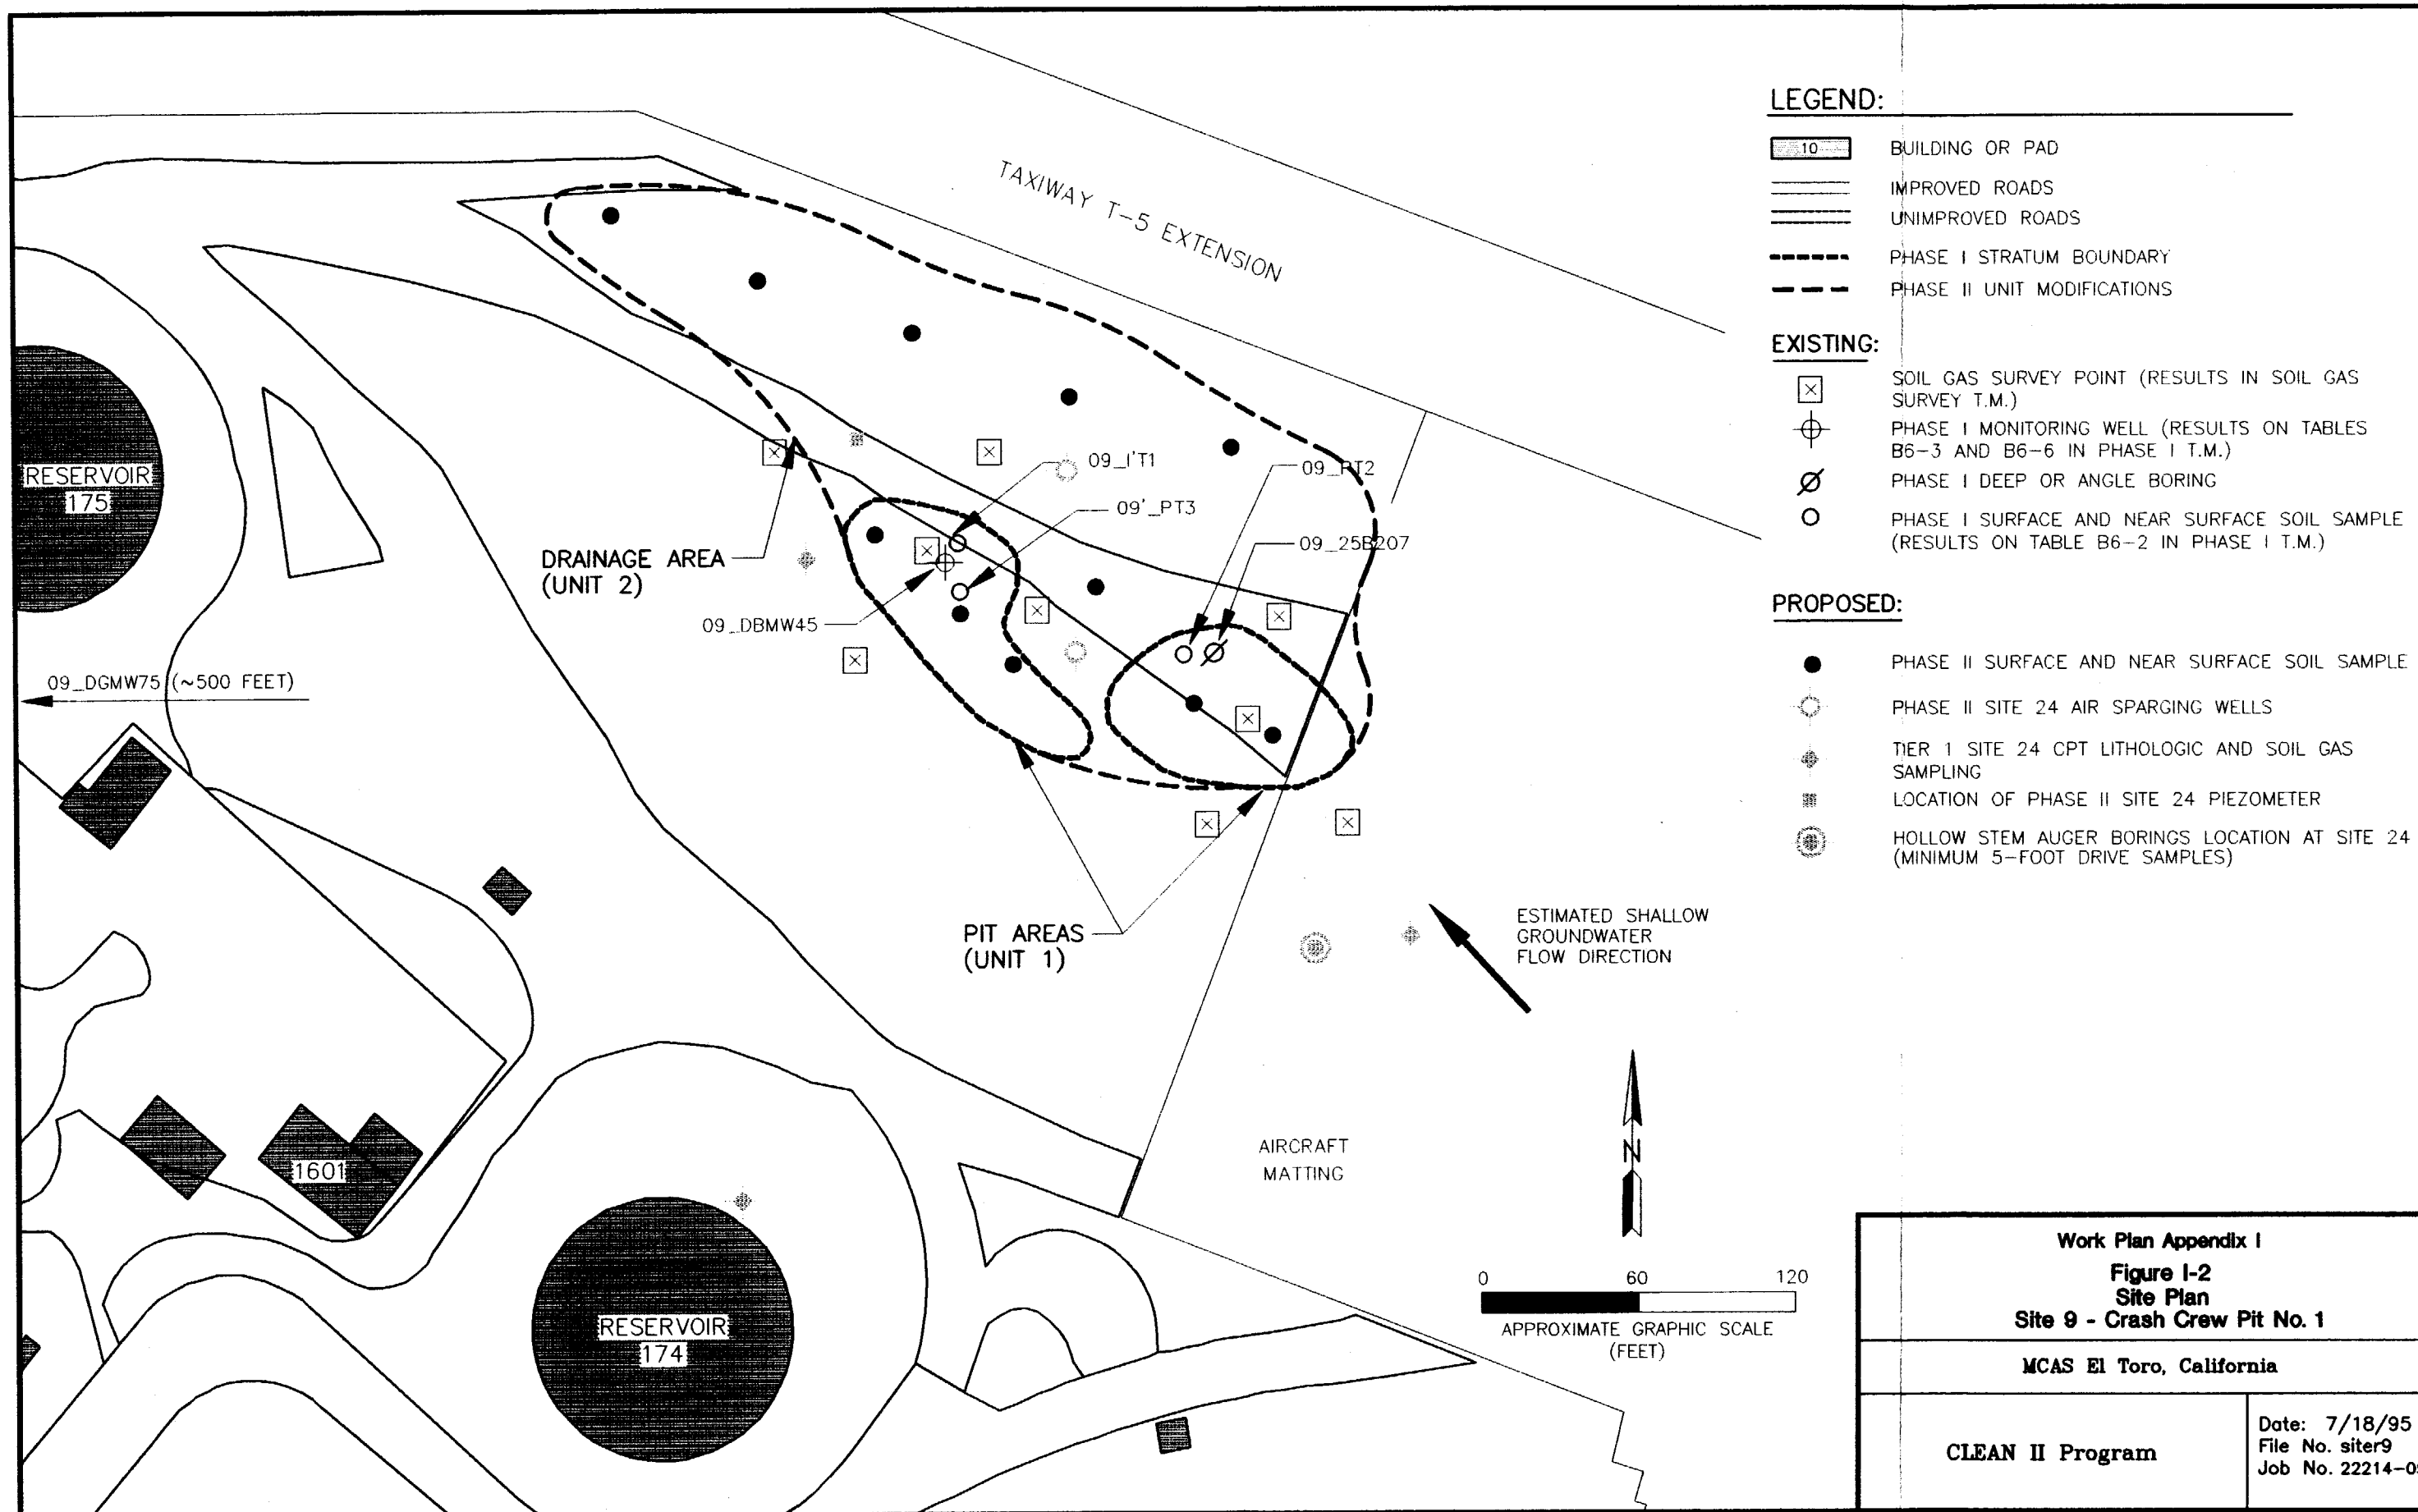 TAXIWAY T-5 EXTENSION
RESERVOIR
175
DRAINAGE AREA
(UNIT 2)
09_I'T1
09'_PT3
09_PT2
09_25B207
09_DBMW45
09_DGMW75 (~500 FEET)
PIT AREAS
(UNIT 1)
ESTIMATED SHALLOW
GROUNDWATER
FLOW DIRECTION
1601
RESERVOIR
174
AIRCRAFT
MATTING
N
0 60 120
APPROXIMATE GRAPHIC SCALE
(FEET)
LEGEND:
10 BUILDING OR PAD
IMPROVED ROADS
UNIMPROVED ROADS
PHASE I STRATUM BOUNDARY
PHASE II UNIT MODIFICATIONS
EXISTING:
SOIL GAS SURVEY POINT (RESULTS IN SOIL GAS
SURVEY T.M.)
PHASE I MONITORING WELL (RESULTS ON TABLES
B6-3 AND B6-6 IN PHASE I T.M.)
PHASE I DEEP OR ANGLE BORING
PHASE I SURFACE AND NEAR SURFACE SOIL SAMPLE
(RESULTS ON TABLE B6-2 IN PHASE I T.M.)
PROPOSED:
PHASE II SURFACE AND NEAR SURFACE SOIL SAMPLE
PHASE II SITE 24 AIR SPARGING WELLS
TIER 1 SITE 24 CPT LITHOLOGIC AND SOIL GAS
SAMPLING
LOCATION OF PHASE II SITE 24 PIEZOMETER
HOLLOW STEM AUGER BORINGS LOCATION AT SITE 24
(MINIMUM 5-FOOT DRIVE SAMPLES)
Work Plan Appendix I
Figure I-2
Site Plan
Site 9 - Crash Crew Pit No. 1
MCAS El Toro, California
CLEAN II Program
Date: 7/18/95
File No. siter9
Job No. 22214-0